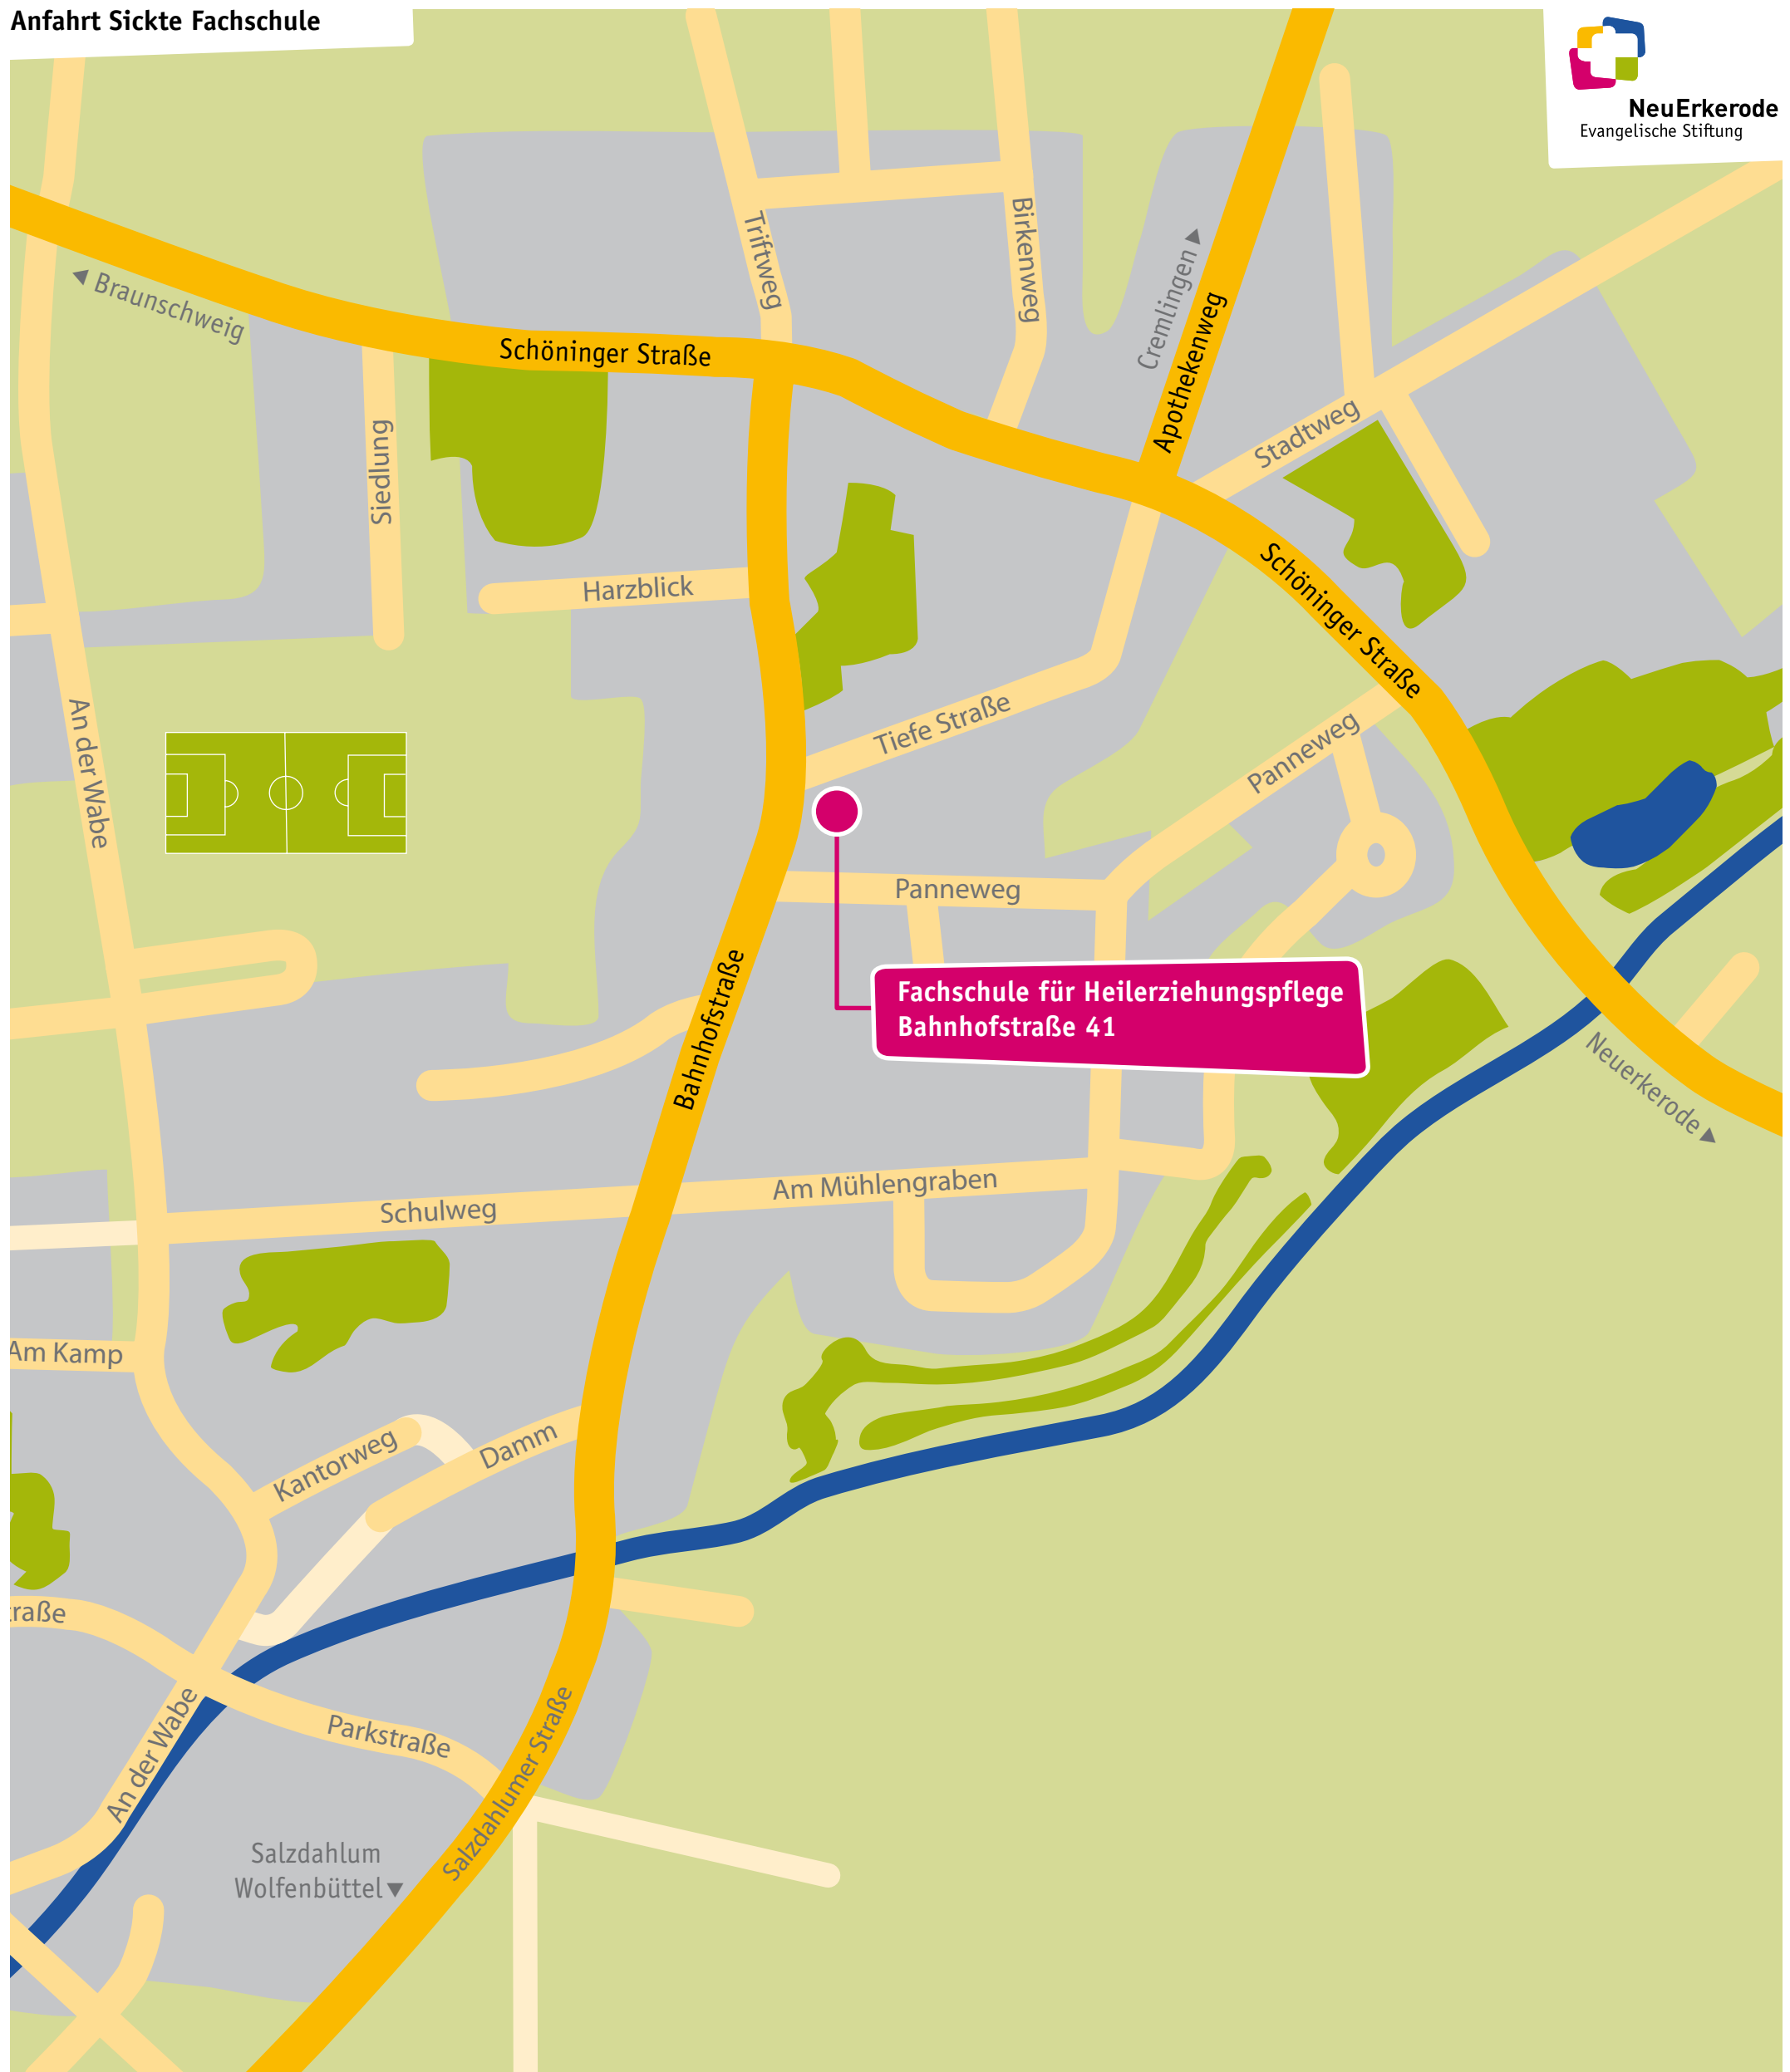 Anfahrt Sickte Fachschule
NeuErkerode
Evangelische Stiftung
Triftweg
Birkenweg
Cremlingen
Apothekenweg
Braunschweig
Schöninger Straße
Stadtweg
Siedlung
Harzblick
Schöninger Straße
An der Wabe
Tiefe Straße
Panneweg
Panneweg
Fachschule für Heilerziehungspflege
Bahnhofstraße 41
Bahnhofstraße
Neuerkerode
Am Mühlengraben
Schulweg
Am Kamp
Kantorweg
Damm
raße
An der Wabe
Parkstraße
Salzdahlumer Straße
Salzdahlum
Wolfenbüttel